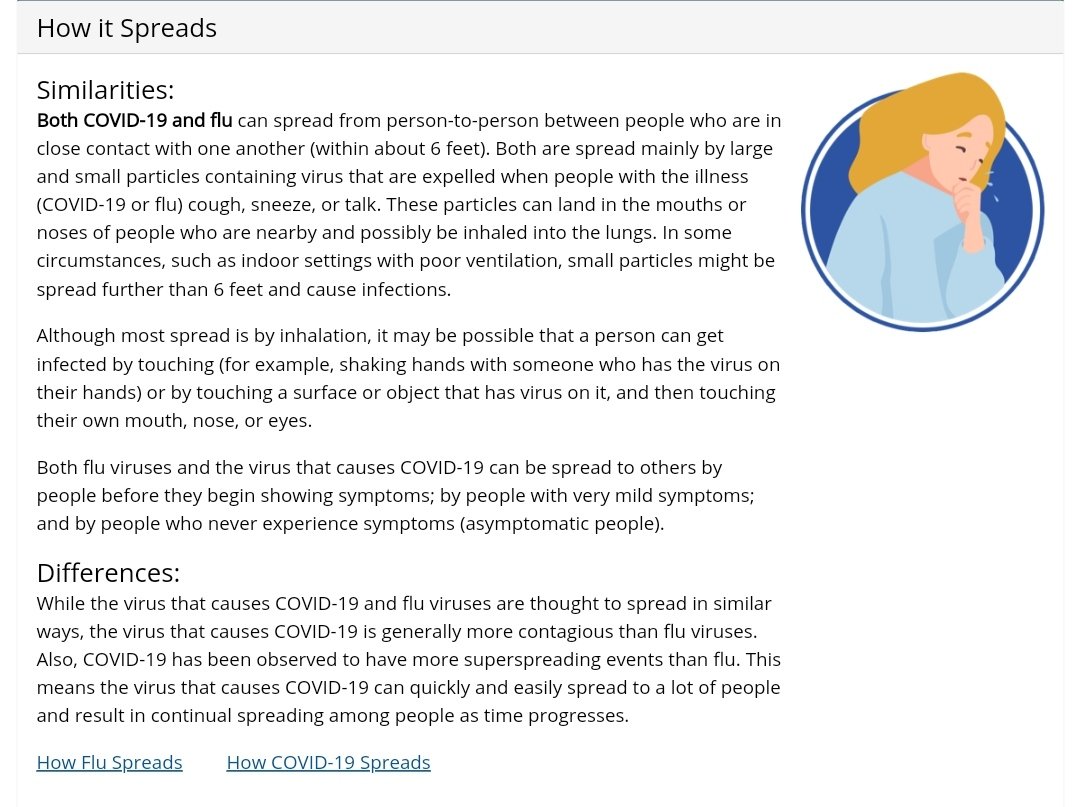 How it Spreads
Similarities:
Both COVID-19 and flu can spread from person-to-person between people who are in
close contact with one another (within about 6 feet). Both are spread mainly by large
and small particles containing virus that are expelled when people with the illness
(COVID-19 or flu) cough, sneeze, or talk. These particles can land in the mouths or
noses of people who are nearby and possibly be inhaled into the lungs. In some
circumstances, such as indoor settings with poor ventilation, small particles might be
spread further than 6 feet and cause infections.
Although most spread is by inhalation, it may be possible that a person can get
infected by touching (for example, shaking hands with someone who has the virus on
their hands) or by touching a surface or object that has virus on it, and then touching
their own mouth, nose, or eyes.
Both flu viruses and the virus that causes COVID-19 can be spread to others by
people before they begin showing symptoms; by people with very mild symptoms;
and by people who never experience symptoms (asymptomatic people).
Differences:
While the virus that causes COVID-19 and flu viruses are thought to spread in similar
ways, the virus that causes COVID-19 is generally more contagious than flu viruses.
Also, COVID-19 has been observed to have more superspreading events than flu. This
means the virus that causes COVID-19 can quickly and easily spread to a lot of people
and result in continual spreading among people as time progresses.
How Flu Spreads How COVID-19 Spreads